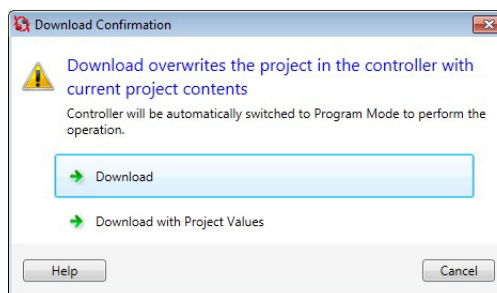 Download Confirmation
Download overwrites the project in the controller with
current project contents
Controller will be automatically switched to Program Mode to perform the
operation.
Download
Download with Project Values
Help
Cancel